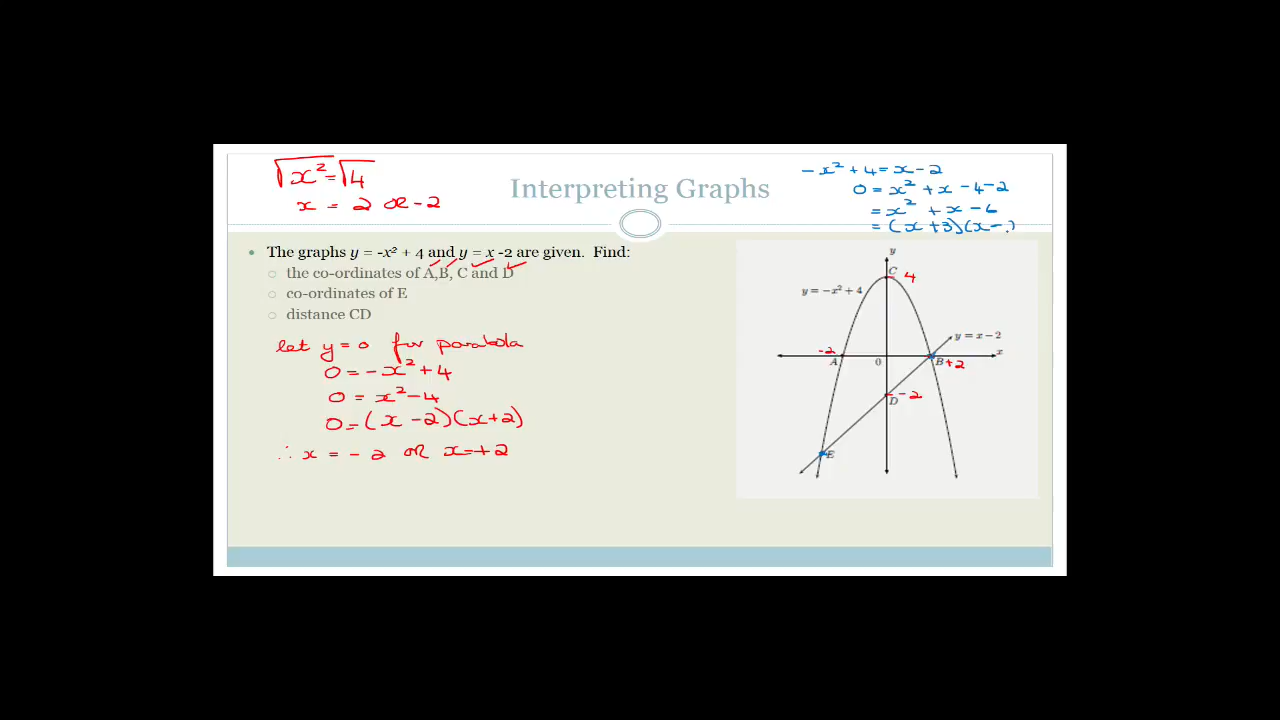 √x² = √4
x = 2 or -2
Interpreting Graphs
-x² + 4 = x - 2
0 = x² + x - 4 - 2
= x² + x - 6
= (x + 3)(x -
The graphs y = -x² + 4 and y = x -2 are given. Find:
the co-ordinates of A,B, C and D
co-ordinates of E
distance CD
let y = 0 for parabola
0 = -x² + 4
0 = x² - 4
0 = (x - 2)(x + 2)
∴ x = - 2 or x = +2
y
C 4
y = -x² + 4
y = x - 2
-2
x
A
0
B +2
D -2
E